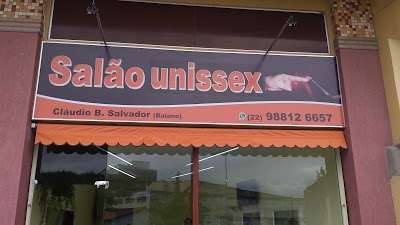 Salão unissex
Cláudio B. Salvador (Baiano)
(22) 98812 6657